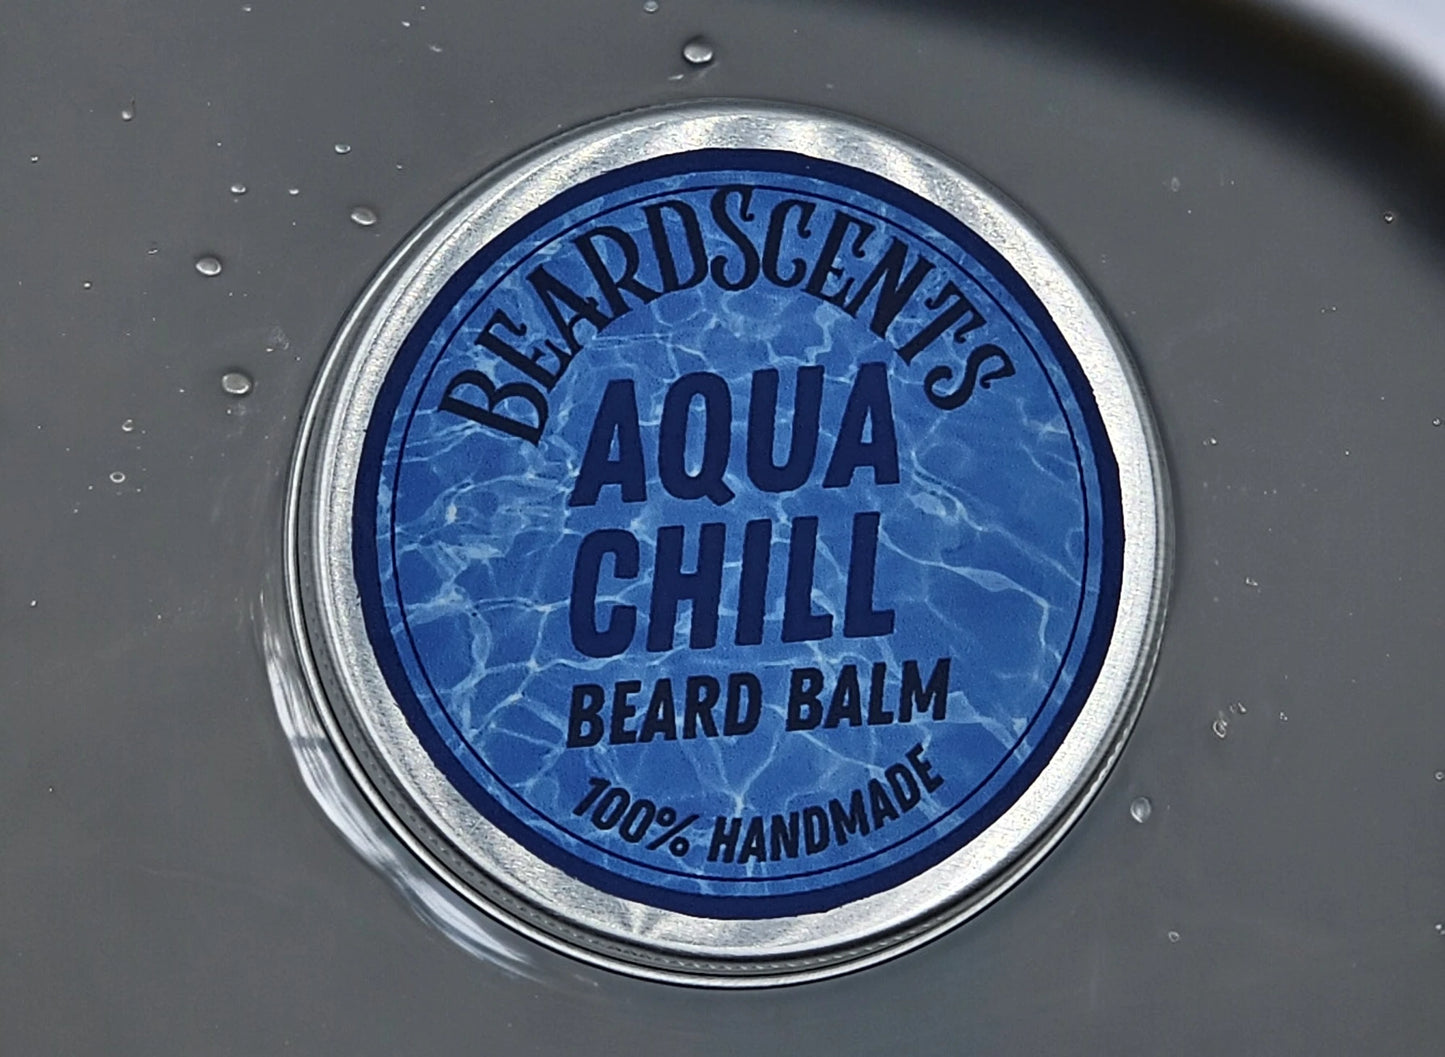 BEARDSCENTS
AQUA
CHILL
BEARD BALM
100% HANDMADE